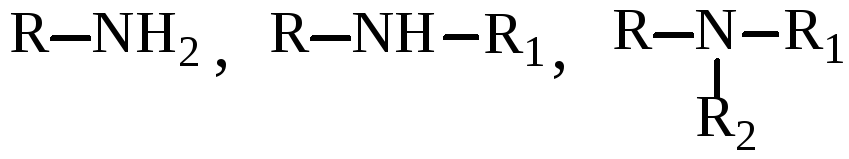 R—NH₂, R—NH—R₁, R—N—R₁
R₂